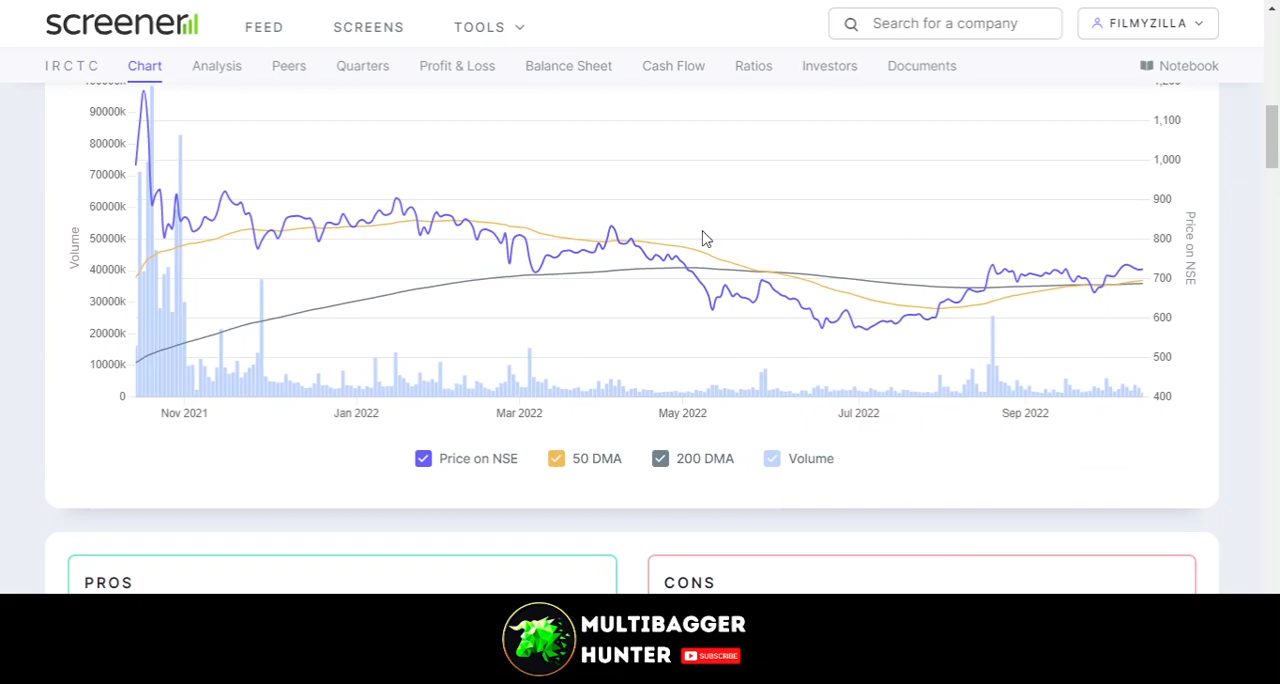 screener FEED SCREENS TOOLS Search for a company FILMYZILLA
IRCTC Chart Analysis Peers Quarters Profit & Loss Balance Sheet Cash Flow Ratios Investors Documents Notebook
90000k 1,100
80000k 1,000
70000k
60000k 900
50000k 800
40000k 700
30000k 600
20000k 500
10000k
0 400
Volume
Price on NSE
Nov 2021 Jan 2022 Mar 2022 May 2022 Jul 2022 Sep 2022
Price on NSE 50 DMA 200 DMA Volume
PROS CONS
MULTIBAGGER
HUNTER SUBSCRIBE